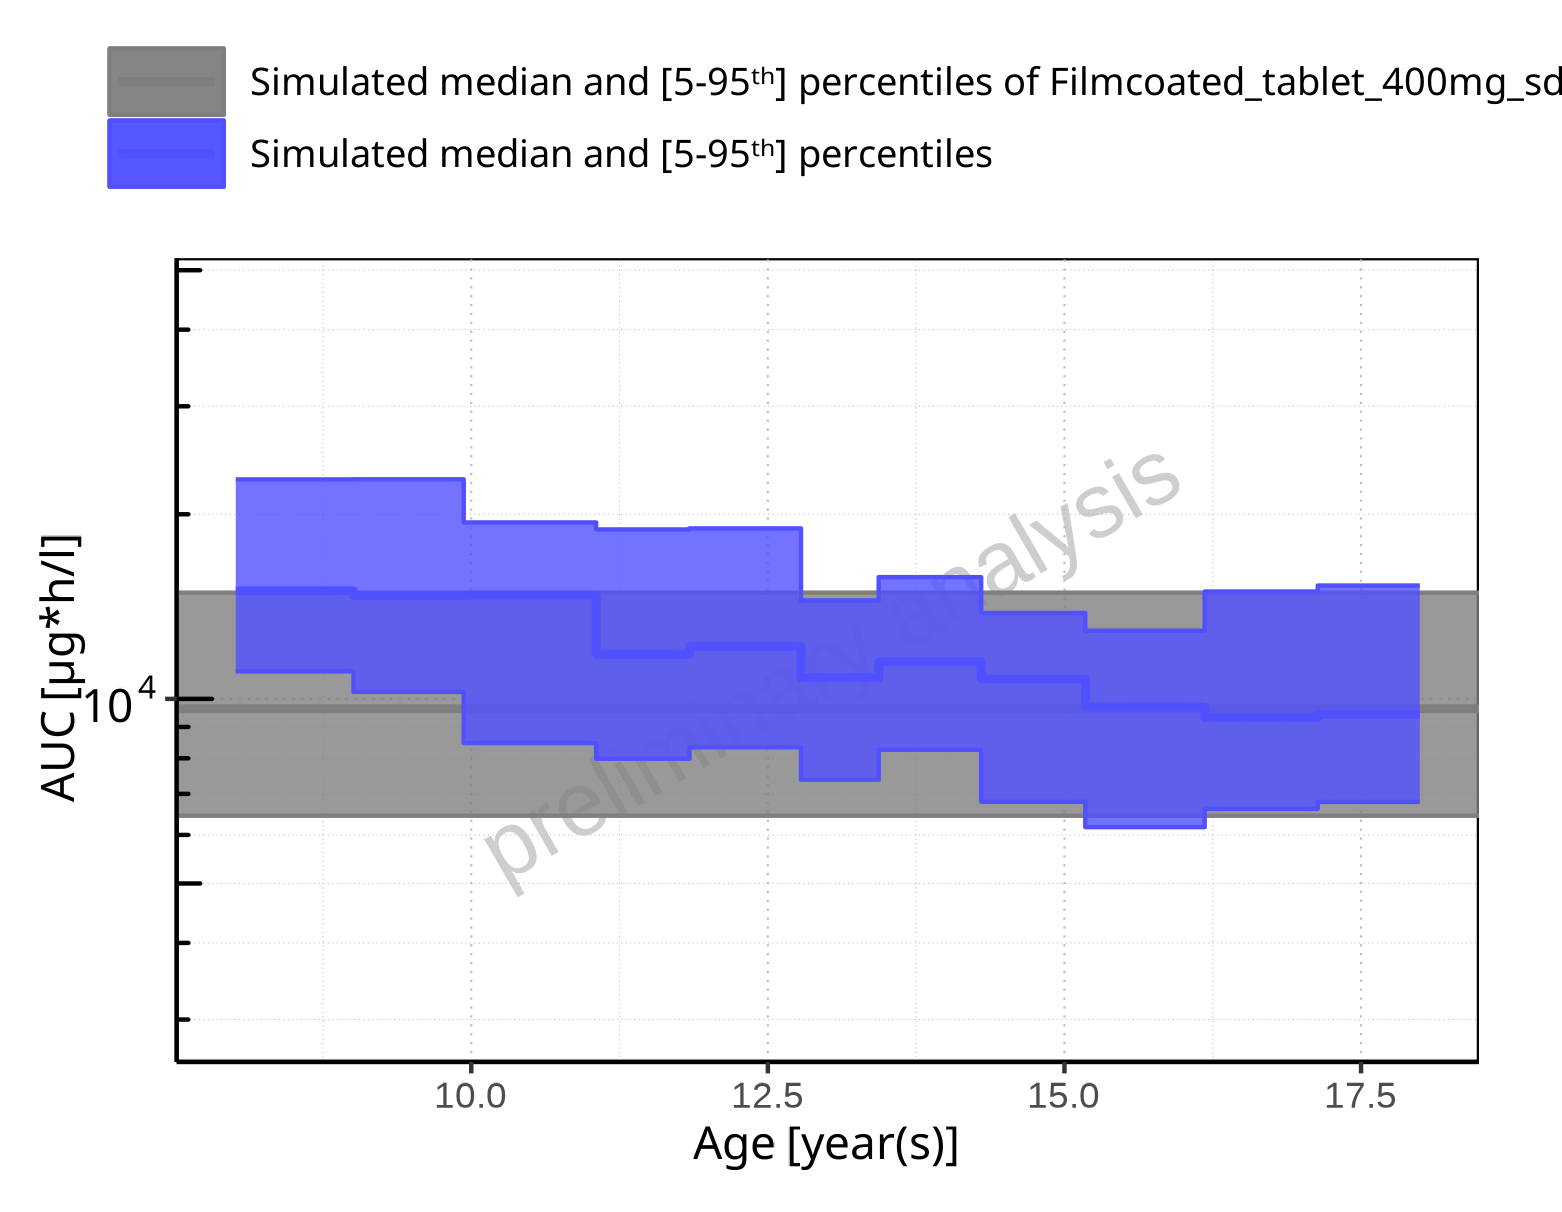 Simulated median and [5-95ᵗʰ] percentiles of Filmcoated_tablet_400mg_sd
Simulated median and [5-95ᵗʰ] percentiles
AUC [µg*h/l]
10⁴
preliminary analysis
10.0 12.5 15.0 17.5
Age [year(s)]